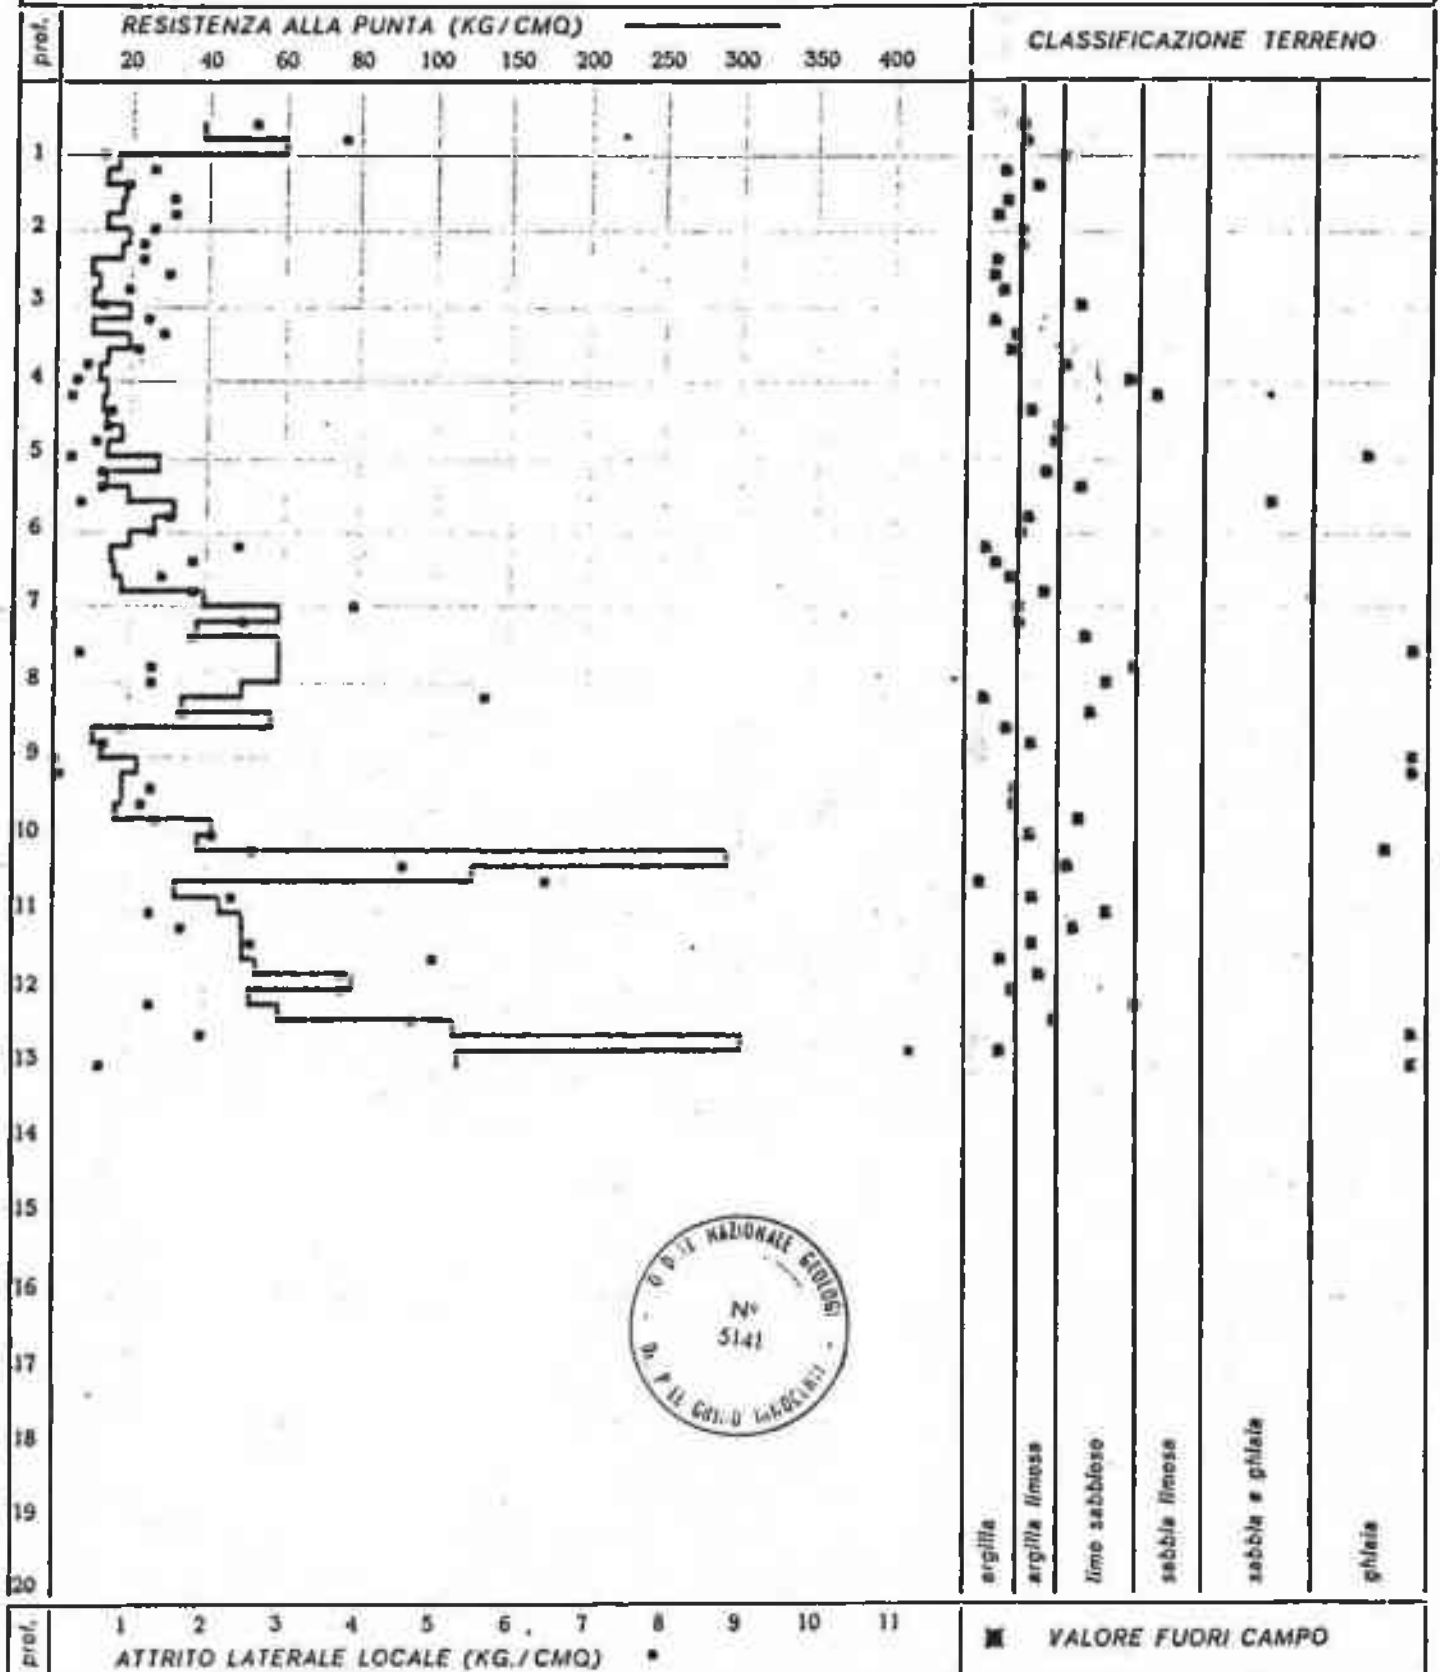 prof.
RESISTENZA ALLA PUNTA (KG/CMQ)
20 40 60 80 100 150 200 250 300 350 400
CLASSIFICAZIONE TERRENO
1
2
3
4
5
6
7
8
9
10
11
12
13
14
15
16
17
18
19
20
NAZIONALE GEOLOGI
N°
5141
argilla
argilla limosa
limo sabbioso
sabbia limosa
sabbia e ghiaia
ghiaia
prof.
1 2 3 4 5 6 7 8 9 10 11
ATTRITO LATERALE LOCALE (KG./CMQ)
VALORE FUORI CAMPO